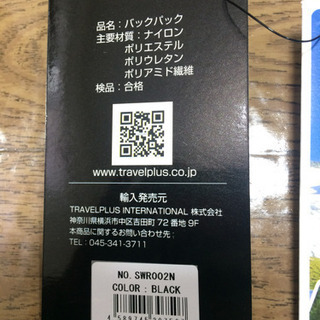 品名：バックパック
主要材質：ナイロン
ポリエステル
ポリウレタン
ポリアミド繊維
検品：合格
www.travelplus.co.jp
輸入発売元
TRAVELPLUS INTERNATIONAL 株式会社
神奈川県横浜市中区吉田町 72 番地 9F
本商品に関するお問い合わせ先：
TEL：045-341-3711
NO. SWR002N
COLOR : BLACK